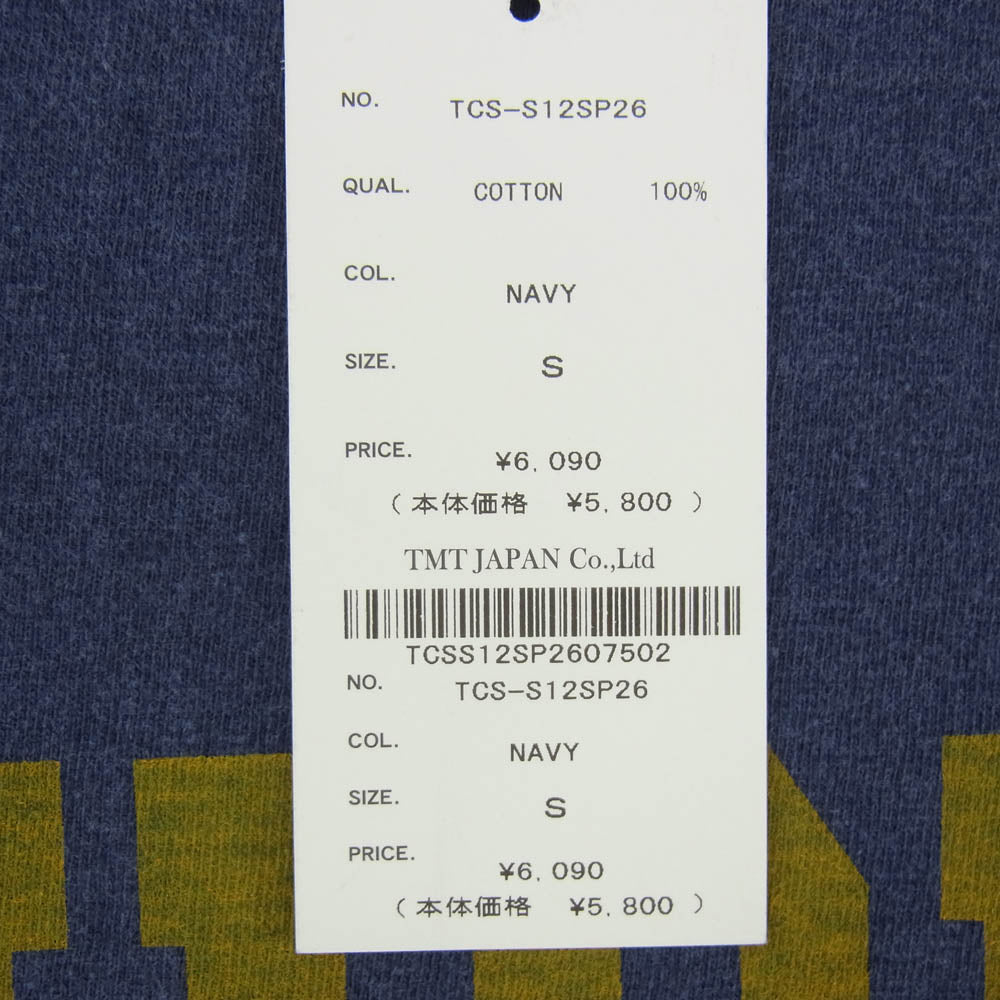 NO. TCS-S12SP26
QUAL. COTTON 100%
COL. NAVY
SIZE. S
PRICE. ¥6,090
(本体価格 ¥5,800)
TMT JAPAN Co.,Ltd
TCSS12SP2607502
NO. TCS-S12SP26
COL. NAVY
SIZE. S
PRICE. ¥6,090
(本体価格 ¥5,800)